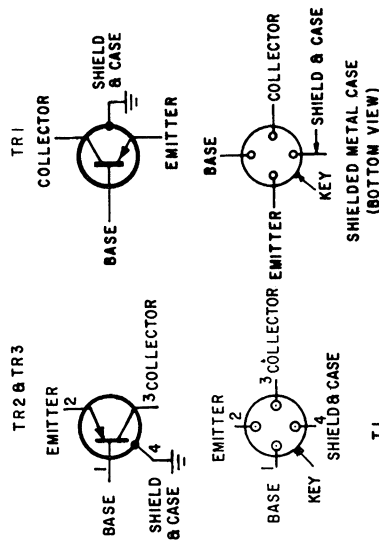 TR2 & TR3
EMITTER
2
BASE
1
3 COLLECTOR
4
SHIELD
& CASE
TR1
COLLECTOR
SHIELD
& CASE
BASE
EMITTER
EMITTER
2
BASE
1
3 COLLECTOR
KEY
4
SHIELD & CASE
BASE
EMITTER
COLLECTOR
KEY
SHIELD & CASE
SHIELDED METAL CASE
(BOTTOM VIEW)